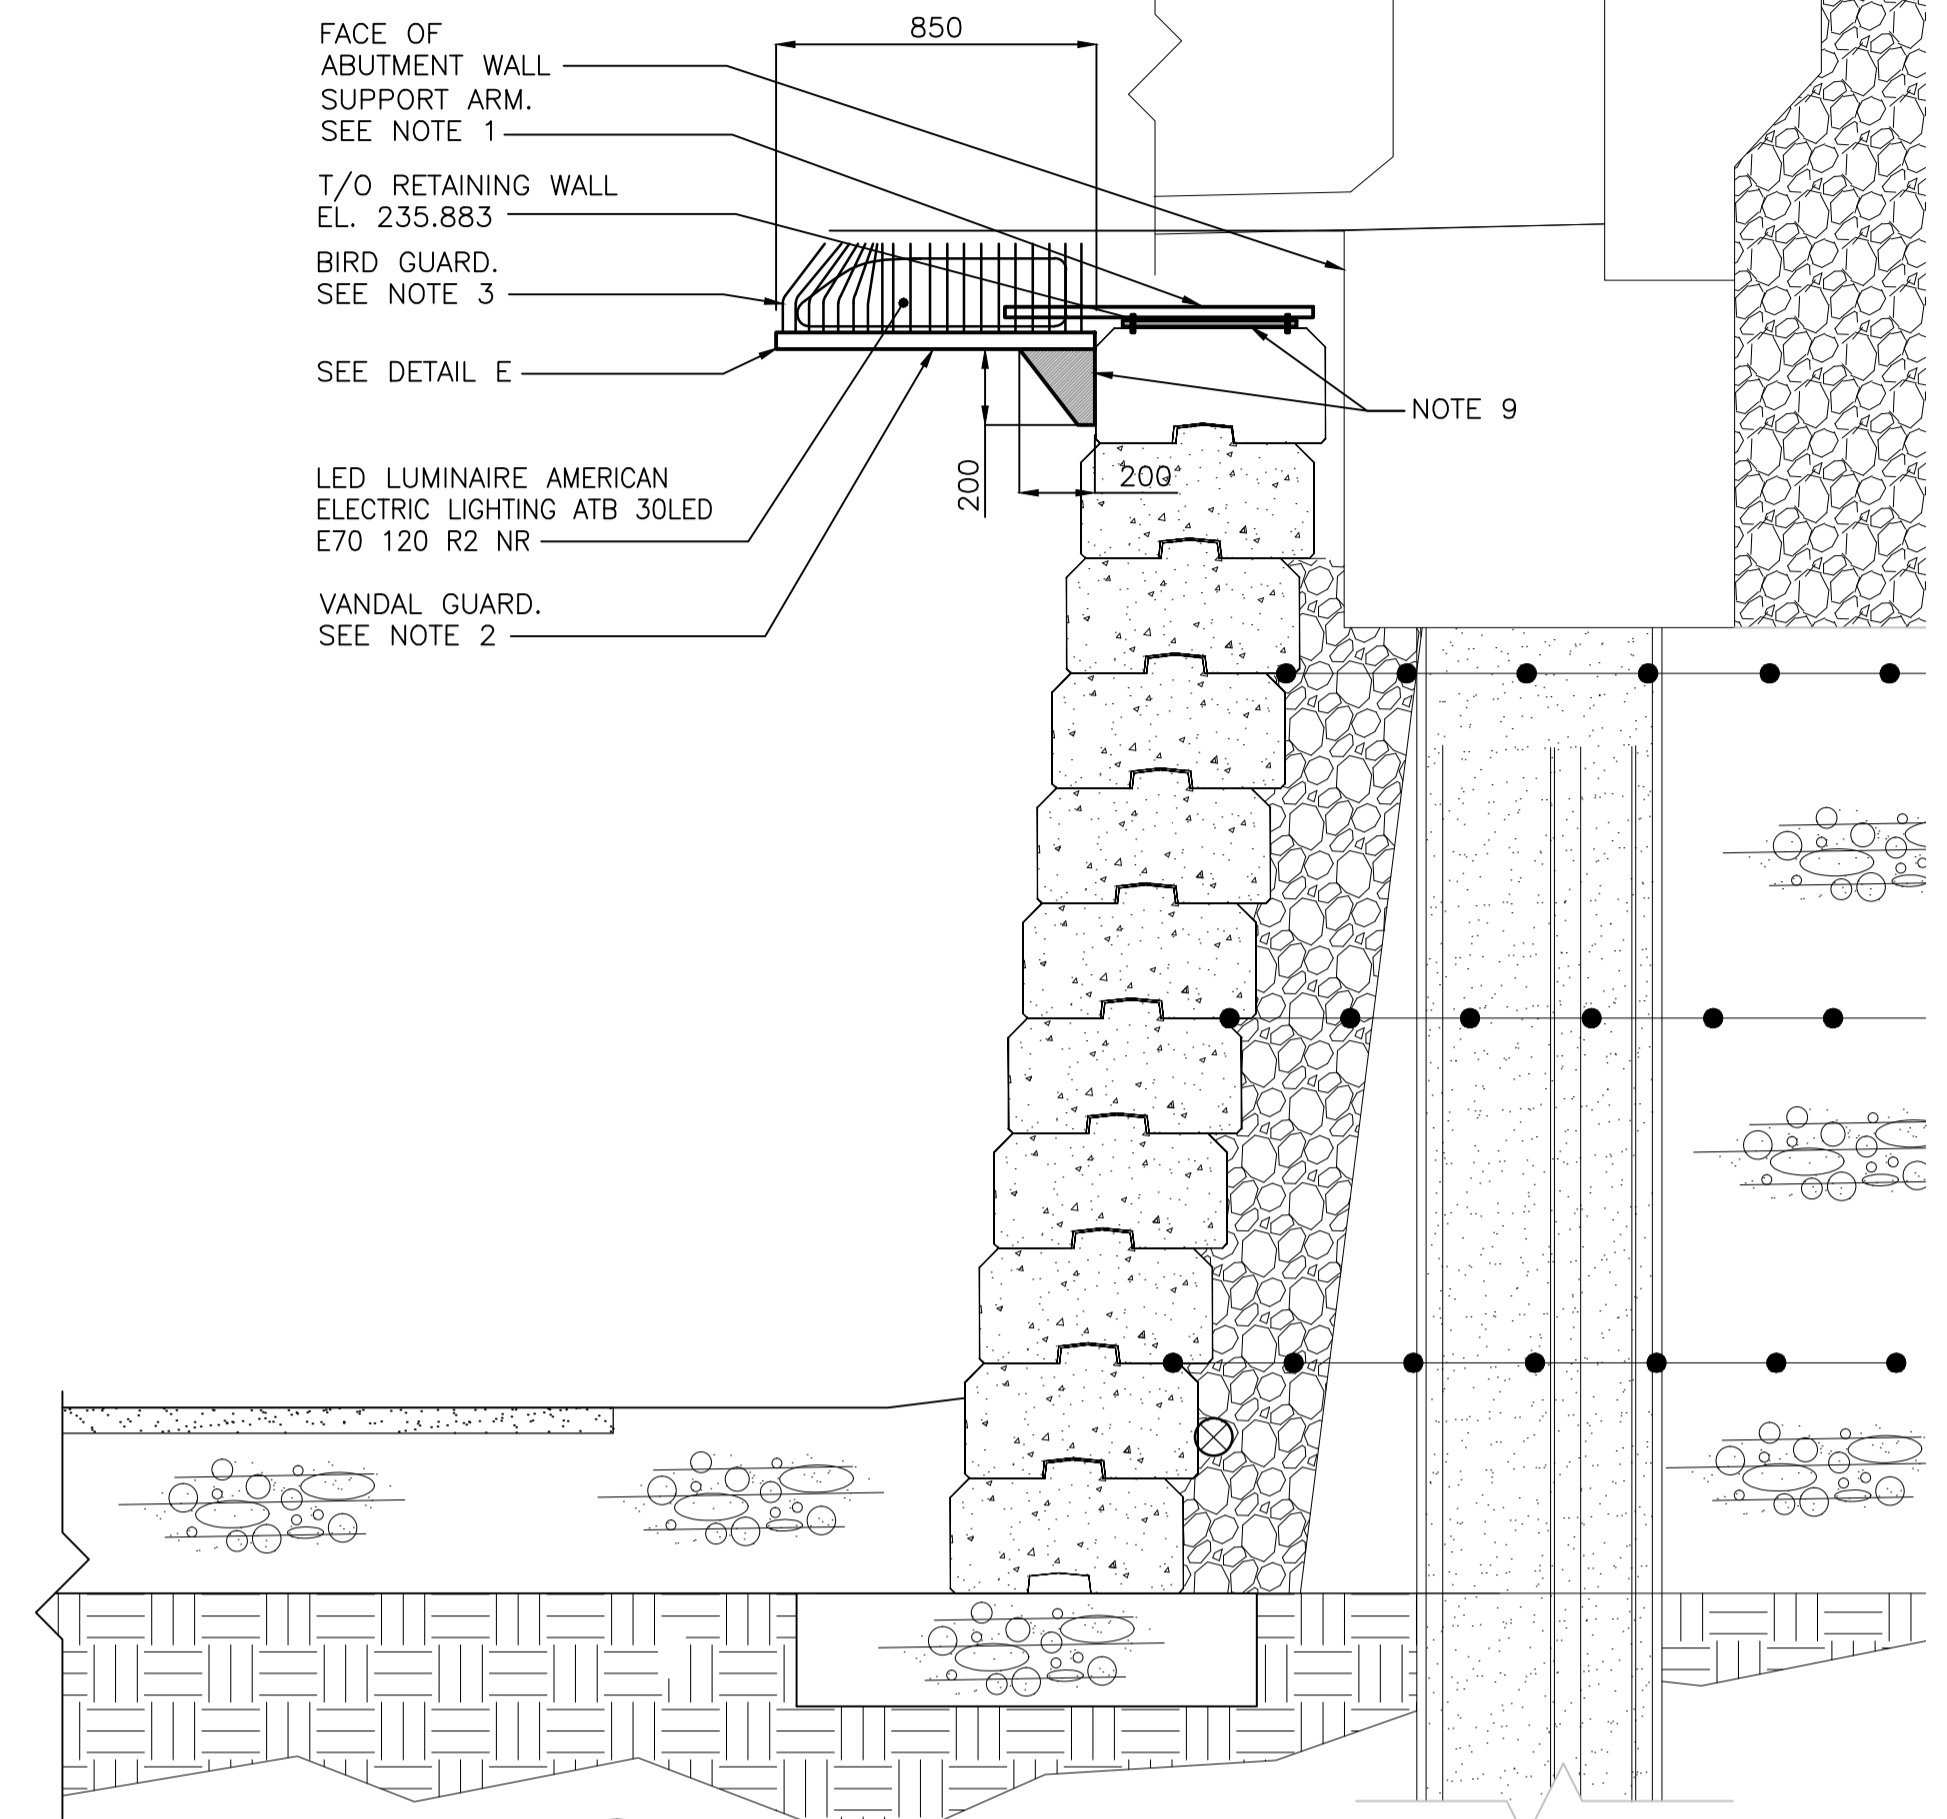 FACE OF
ABUTMENT WALL
SUPPORT ARM.
SEE NOTE 1
T/O RETAINING WALL
EL. 235.883
BIRD GUARD.
SEE NOTE 3
SEE DETAIL E
LED LUMINAIRE AMERICAN
ELECTRIC LIGHTING ATB 30LED
E70 120 R2 NR
VANDAL GUARD.
SEE NOTE 2
850
NOTE 9
200
200